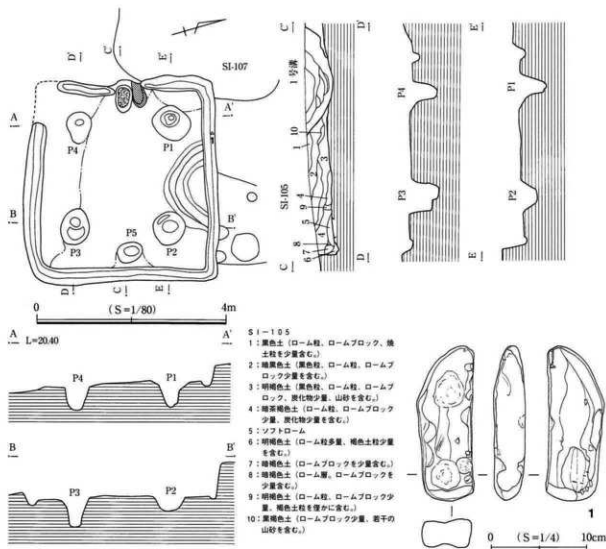 SI-107
D'
C'
E'
A
A'
P4
P1
B
B'
P5
P3
P2
D
C
E
0
(S=1/80)
4m
A
L=20.40
A'
P4
P1
B
B'
P3
P2
C'
D'
1号溝
10
1
2
3
SI-105
4
9
5
4
8
7
6
C
D
P4
P3
E'
P1
P2
E
SI-105
1：黒色土（ローム粒、ロームブロック、焼
土粒を少量含む。）
2：暗黒色土（黒色粒、ローム粒、ロームブ
ロック少量を含む。）
3：明褐色土（黒色粒、ローム粒、ローム
ブロック、炭化物少量、山砂を含む。）
4：暗茶褐色土（ローム粒、ロームブロック
少量、炭化物少量を含む。）
5：ソフトローム
6：明褐色土（ローム粒多量、褐色土粒少量
を含む。）
7：暗褐色土（ロームブロックを少量含む。）
8：暗褐色土（ローム層。ロームブロックを
少量含む。）
9：明褐色土（ローム粒、ロームブロック少
量、褐色土粒を僅かに含む。）
10：黒褐色土（ロームブロック少量、若干の
山砂を含む。）
1
0
(S=1/4)
10cm